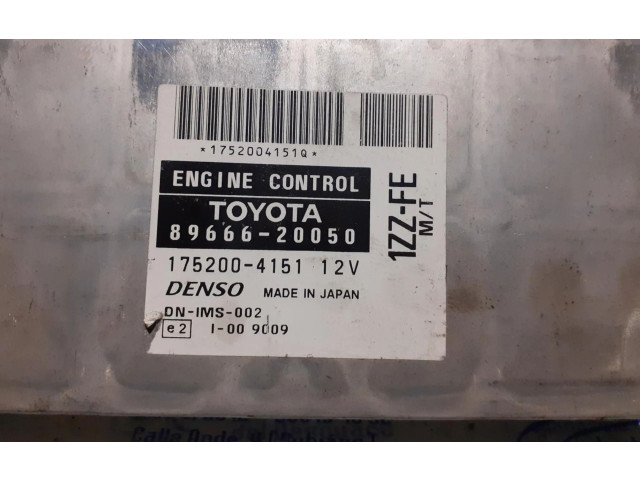 *1752004151Q*
ENGINE CONTROL
TOYOTA
89666-20050
175200-4151 12V
DENSO MADE IN JAPAN
DN-IMS-002
e2 I-00 9009
1ZZ-FE
M/T